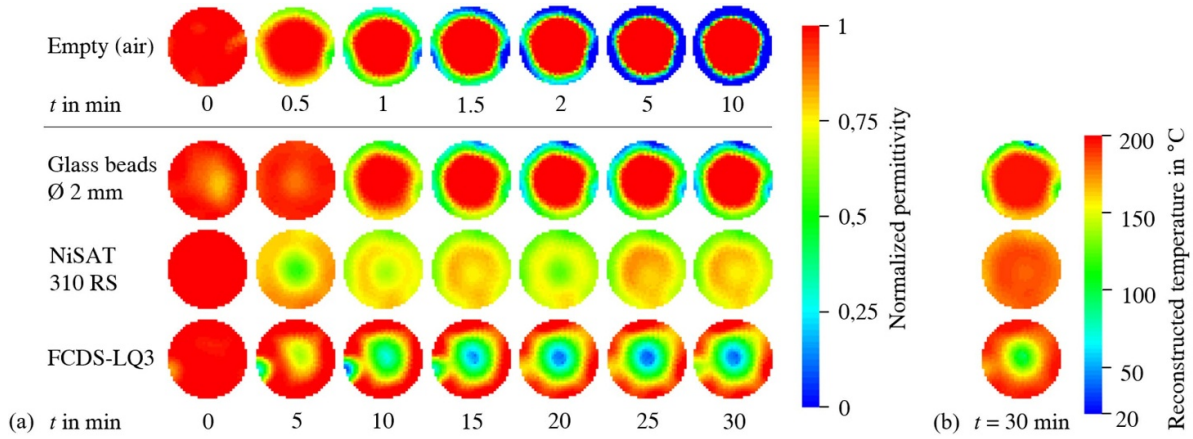 Empty (air)
t in min 0 0.5 1 1.5 2 5 10
Glass beads
Ø 2 mm
NiSAT
310 RS
FCDS-LQ3
(a) t in min 0 5 10 15 20 25 30
1
0,75
0,5
0,25
0
Normalized permittivity
(b) t = 30 min
200
150
100
50
20
Reconstructed temperature in °C